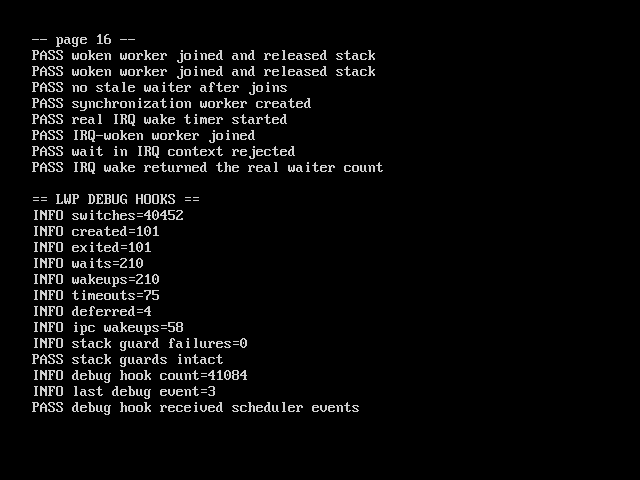 -- page 16 --
PASS woken worker joined and released stack
PASS woken worker joined and released stack
PASS no stale waiter after joins
PASS synchronization worker created
PASS real IRQ wake timer started
PASS IRQ-woken worker joined
PASS wait in IRQ context rejected
PASS IRQ wake returned the real waiter count

== LWP DEBUG HOOKS ==
INFO switches=40452
INFO created=101
INFO exited=101
INFO waits=210
INFO wakeups=210
INFO timeouts=75
INFO deferred=4
INFO ipc wakeups=58
INFO stack guard failures=0
PASS stack guards intact
INFO debug hook count=41084
INFO last debug event=3
PASS debug hook received scheduler events